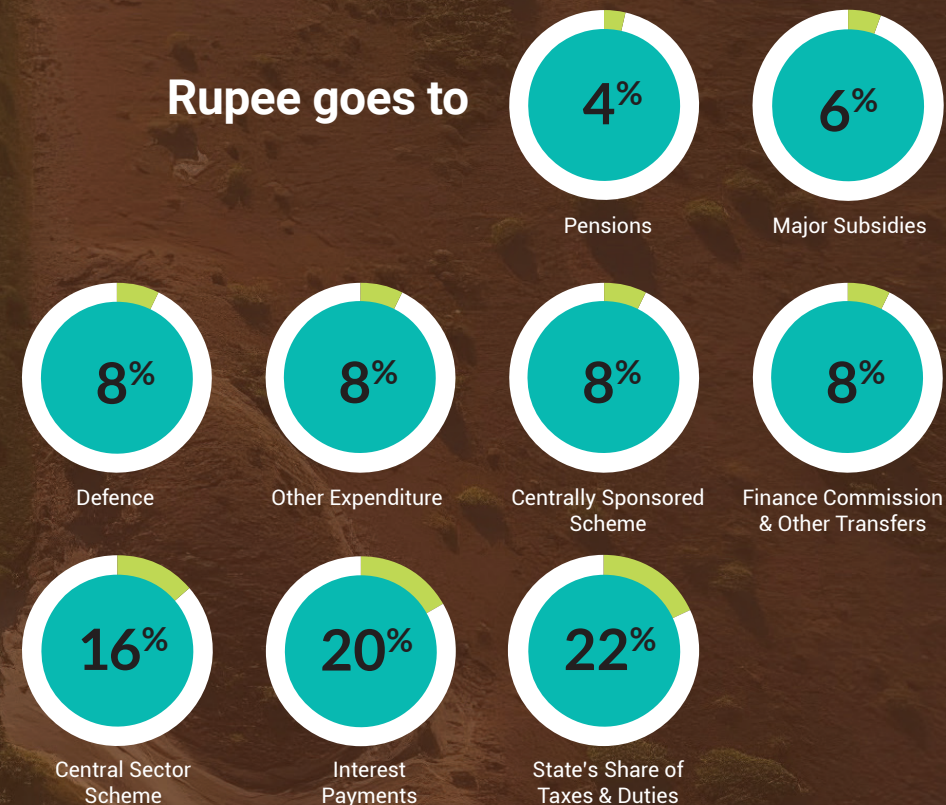 Rupee goes to
4%
Pensions
6%
Major Subsidies
8%
Defence
8%
Other Expenditure
8%
Centrally Sponsored
Scheme
8%
Finance Commission
& Other Transfers
16%
Central Sector
Scheme
20%
Interest
Payments
22%
State's Share of
Taxes & Duties